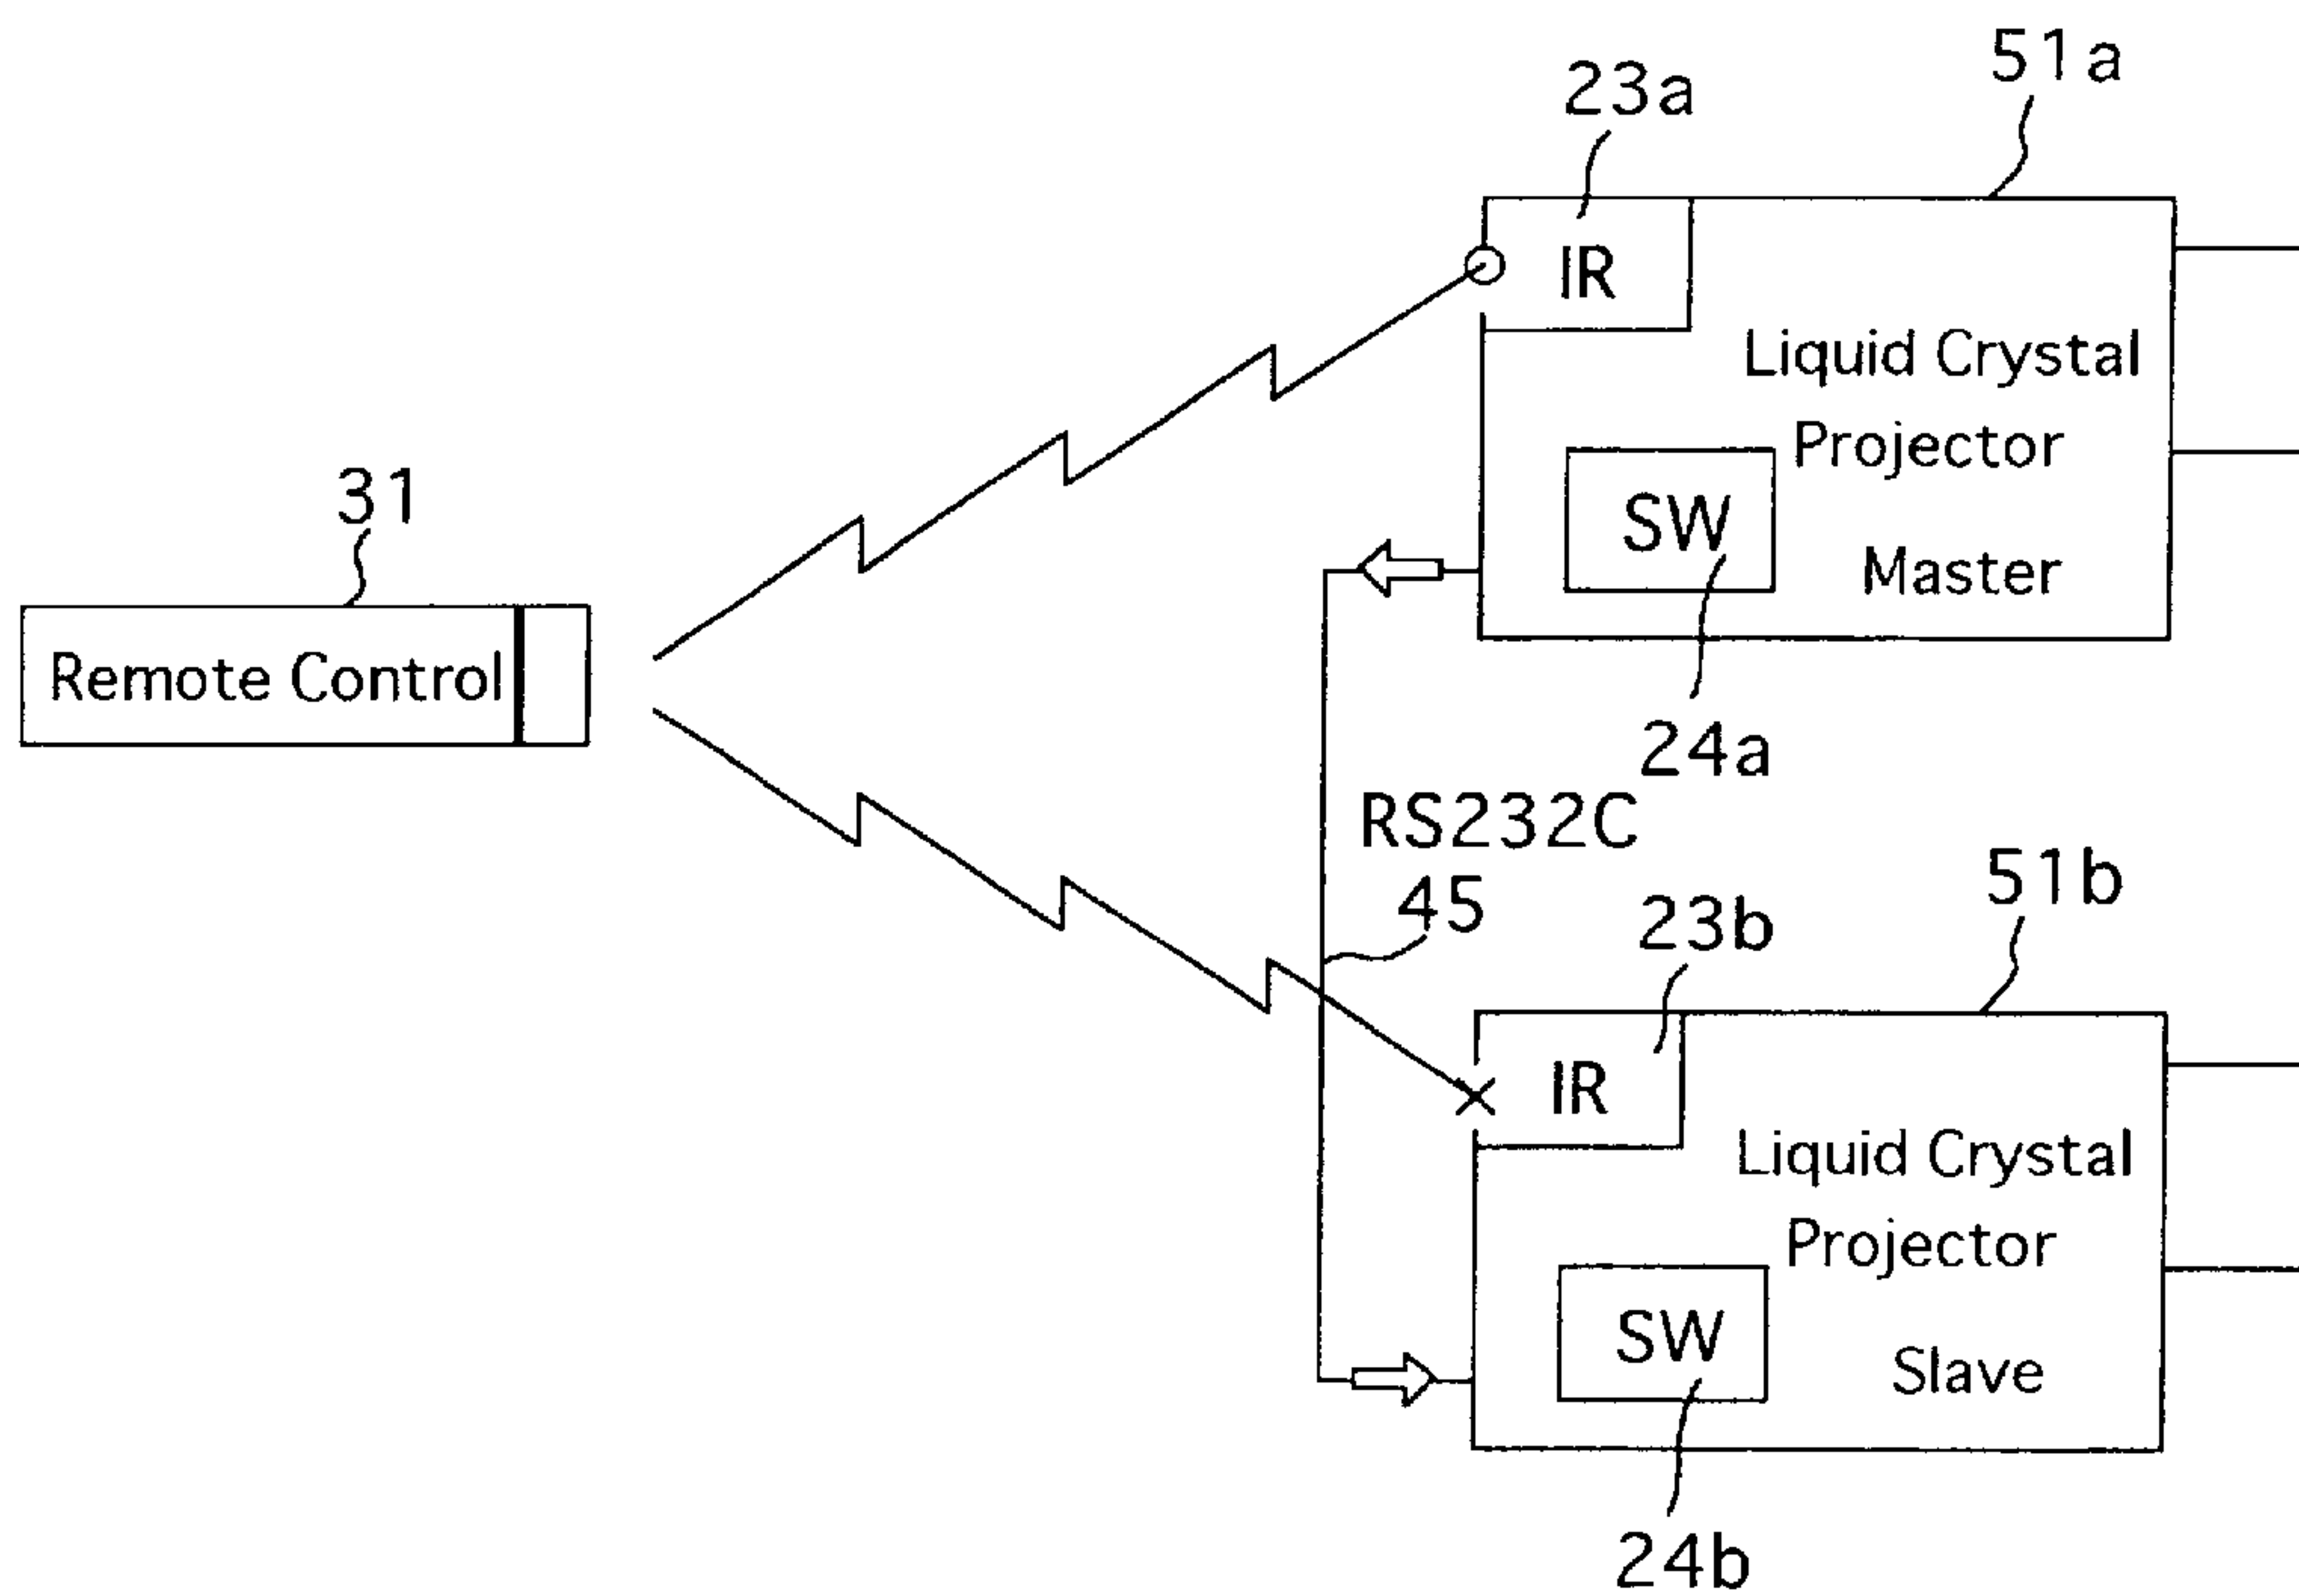 51a
23a
IR
Liquid Crystal
Projector
SW
Master
31
Remote Control
24a
RS232C
45
51b
23b
IR
Liquid Crystal
Projector
SW
Slave
24b